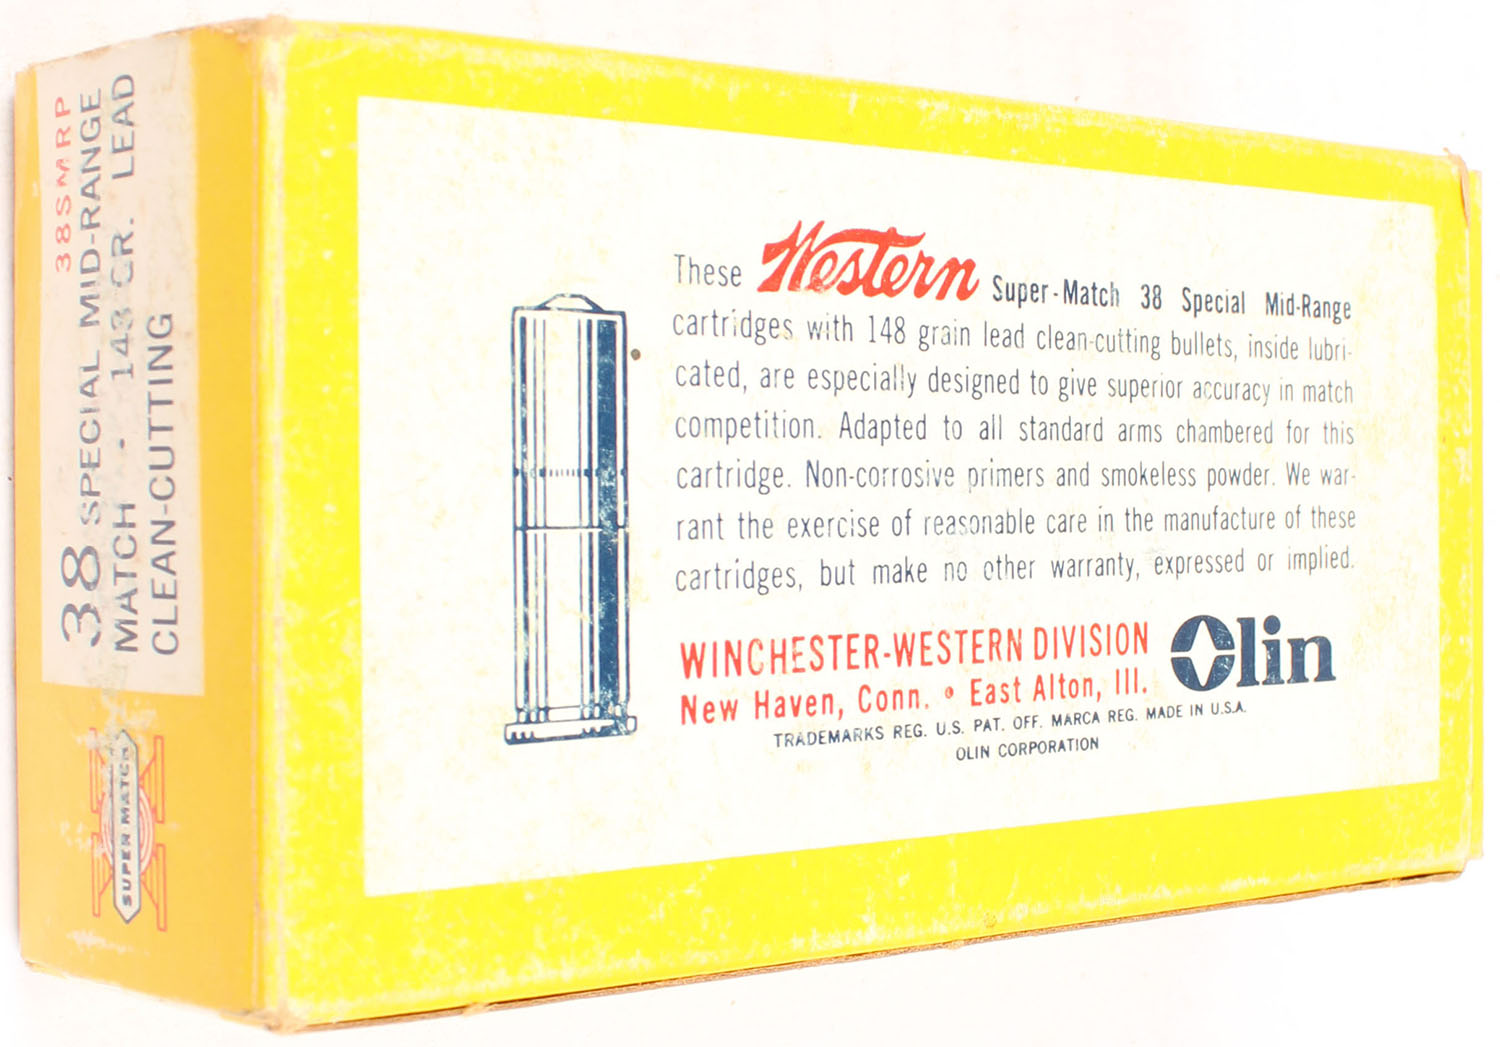 38SMRP
38 SPECIAL MID-RANGE
MATCH • 148 GR. LEAD
CLEAN-CUTTING
SUPER MATCH
These Western Super-Match 38 Special Mid-Range
cartridges with 148 grain lead clean-cutting bullets, inside lubri-
cated, are especially designed to give superior accuracy in match
competition. Adapted to all standard arms chambered for this
cartridge. Non-corrosive primers and smokeless powder. We war-
rant the exercise of reasonable care in the manufacture of these
cartridges, but make no other warranty, expressed or implied.
WINCHESTER-WESTERN DIVISION
New Haven, Conn. • East Alton, Ill.
Olin
TRADEMARKS REG. U.S. PAT. OFF. MARCA REG. MADE IN U.S.A.
OLIN CORPORATION